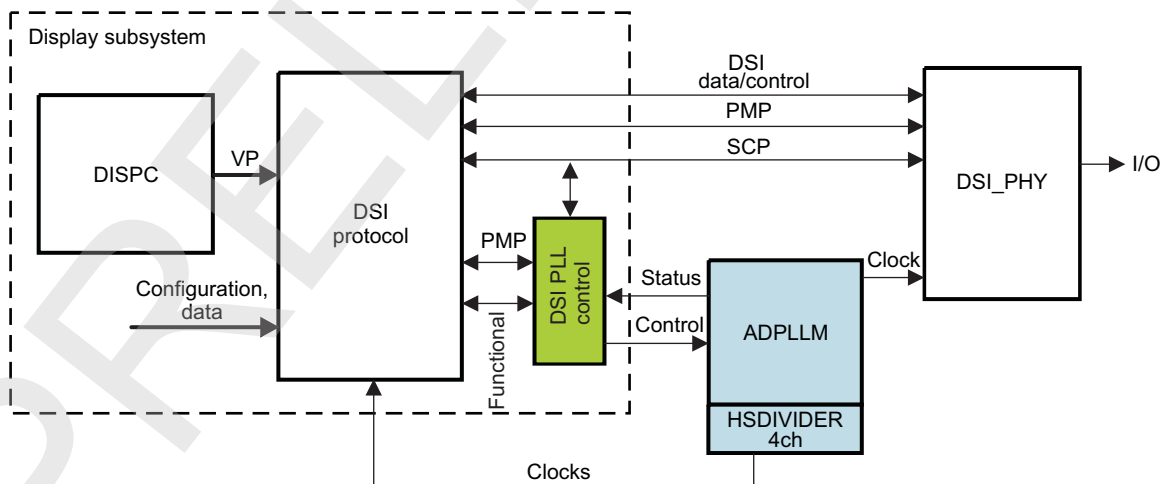 Display subsystem
DISPC
VP
DSI
protocol
Configuration,
data
DSI
data/control
PMP
SCP
DSI_PHY
I/O
PMP
Functional
DSI PLL
control
Status
Control
Clock
ADPLLM
HSDIVIDER
4ch
Clocks
PREL